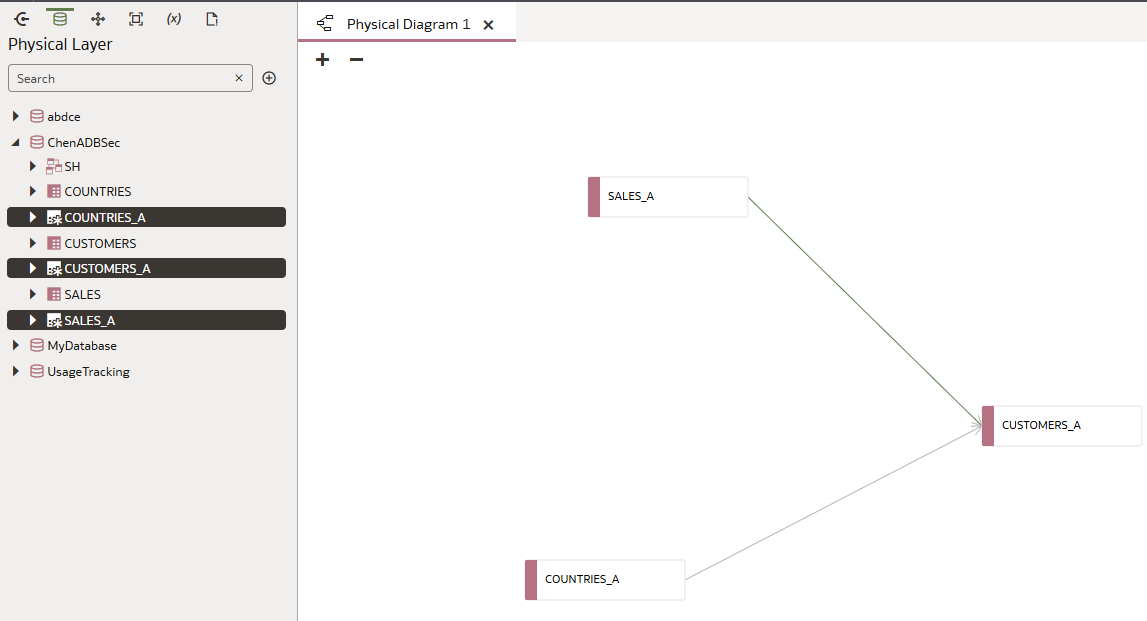 (x)
Physical Layer
Search
abdce
ChenADBSec
SH
COUNTRIES
COUNTRIES_A
CUSTOMERS
CUSTOMERS_A
SALES
SALES_A
MyDatabase
UsageTracking
Physical Diagram 1
SALES_A
CUSTOMERS_A
COUNTRIES_A